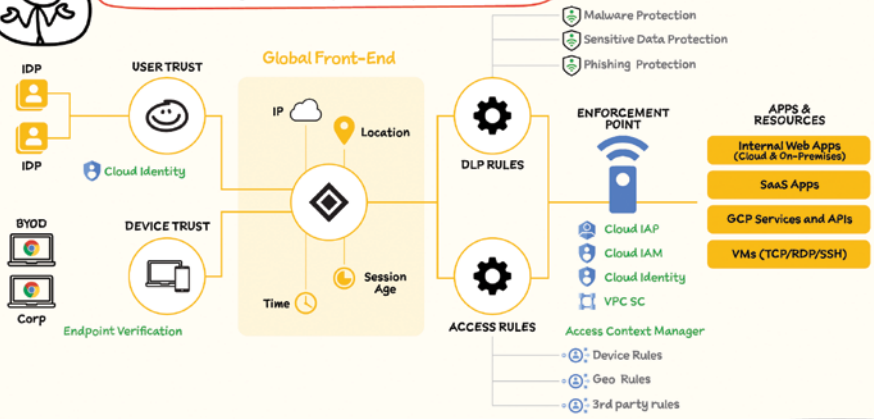 IDP
IDP
USER TRUST
Cloud Identity
BYOD
Corp
DEVICE TRUST
Endpoint Verification
Global Front-End
IP
Location
Time
Session
Age
Malware Protection
Sensitive Data Protection
Phishing Protection
DLP RULES
ACCESS RULES
ENFORCEMENT
POINT
Cloud IAP
Cloud IAM
Cloud Identity
VPC SC
Access Context Manager
Device Rules
Geo Rules
3rd party rules
APPS &
RESOURCES
Internal Web Apps
(Cloud & On-Premises)
SaaS Apps
GCP Services and APIs
VMs (TCP/RDP/SSH)